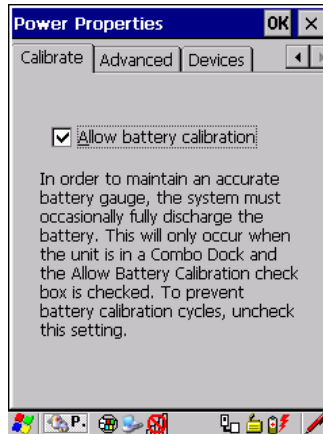 Power Properties OK ×
Calibrate Advanced Devices
Allow battery calibration
In order to maintain an accurate
battery gauge, the system must
occasionally fully discharge the
battery. This will only occur when
the unit is in a Combo Dock and
the Allow Battery Calibration check
box is checked. To prevent
battery calibration cycles, uncheck
this setting.
P.